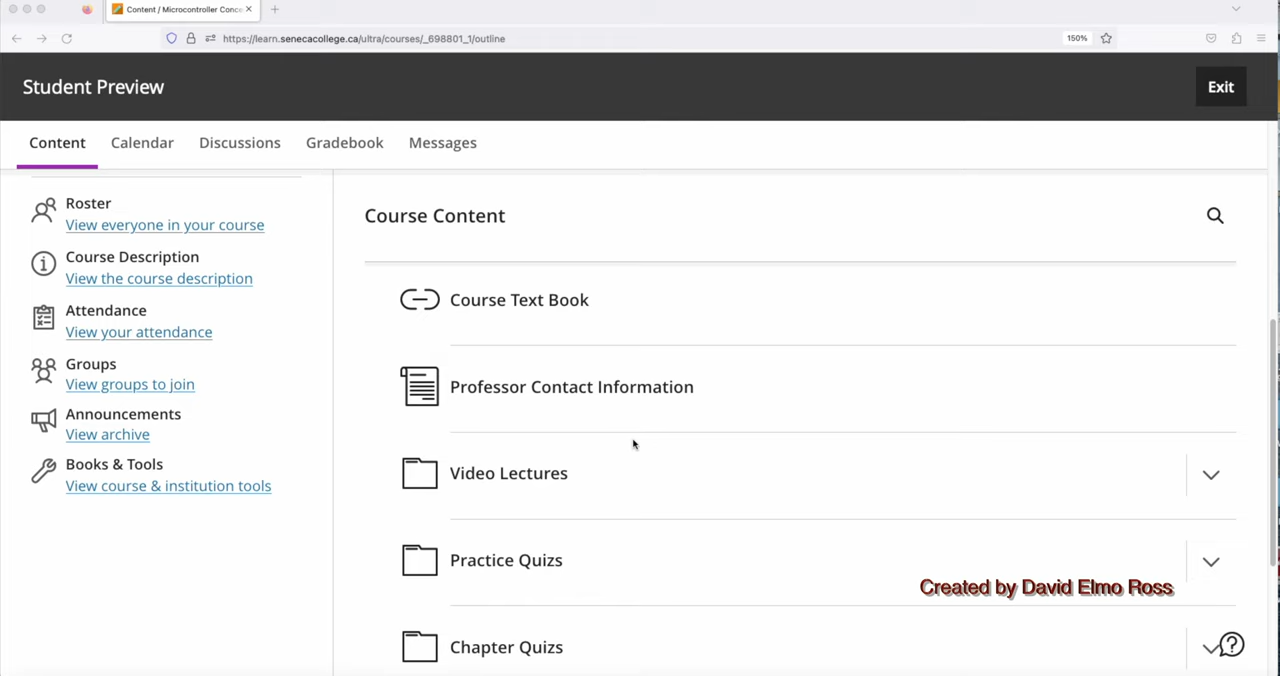 Content / Microcontroller Conce
https://learn.senecacollege.ca/ultra/courses/_698801_1/outline
150%
Student Preview
Exit
Content
Calendar
Discussions
Gradebook
Messages
Roster
View everyone in your course
Course Description
View the course description
Attendance
View your attendance
Groups
View groups to join
Announcements
View archive
Books & Tools
View course & institution tools
Course Content
Course Text Book
Professor Contact Information
Video Lectures
Practice Quizs
Created by David Elmo Ross
Chapter Quizs